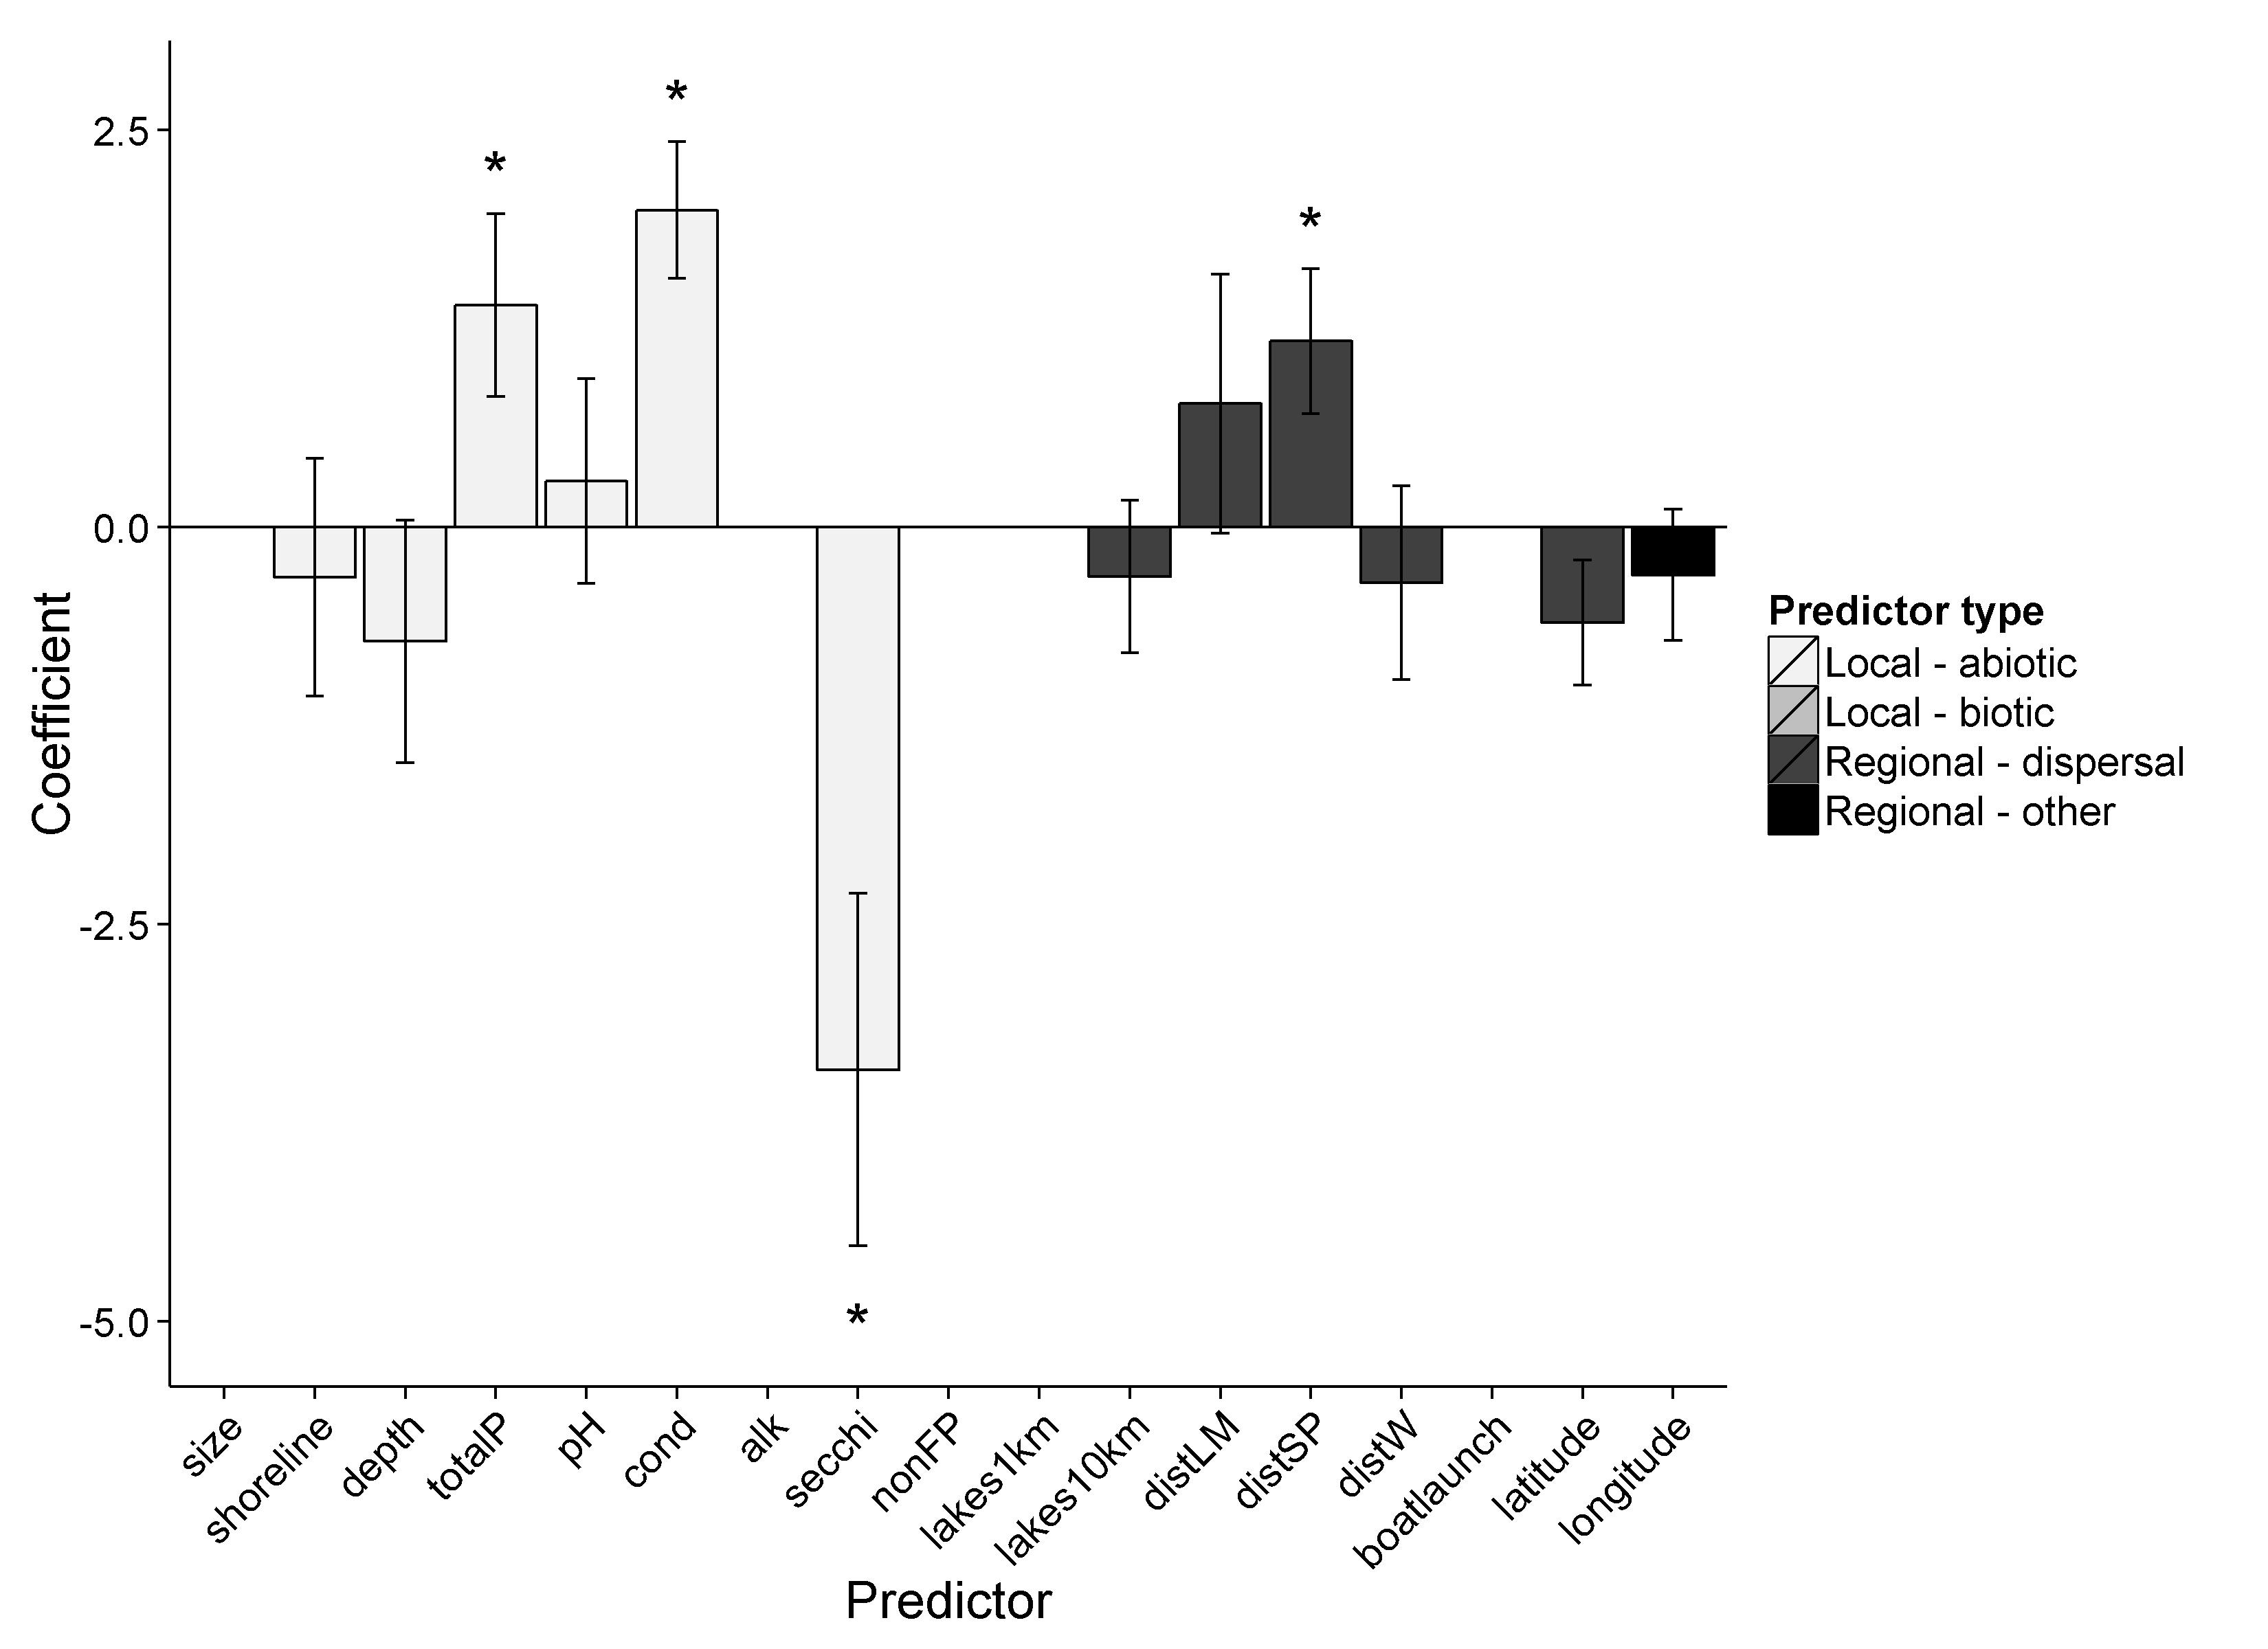 *
*
*
*
2.5
0.0
-2.5
-5.0
Coefficient
size
shoreline
depth
totalP
pH
cond
alk
secchi
nonFP
lakes1km
lakes10km
distLM
distSP
distW
boatlaunch
latitude
longitude
Predictor
Predictor type
Local - abiotic
Local - biotic
Regional - dispersal
Regional - other